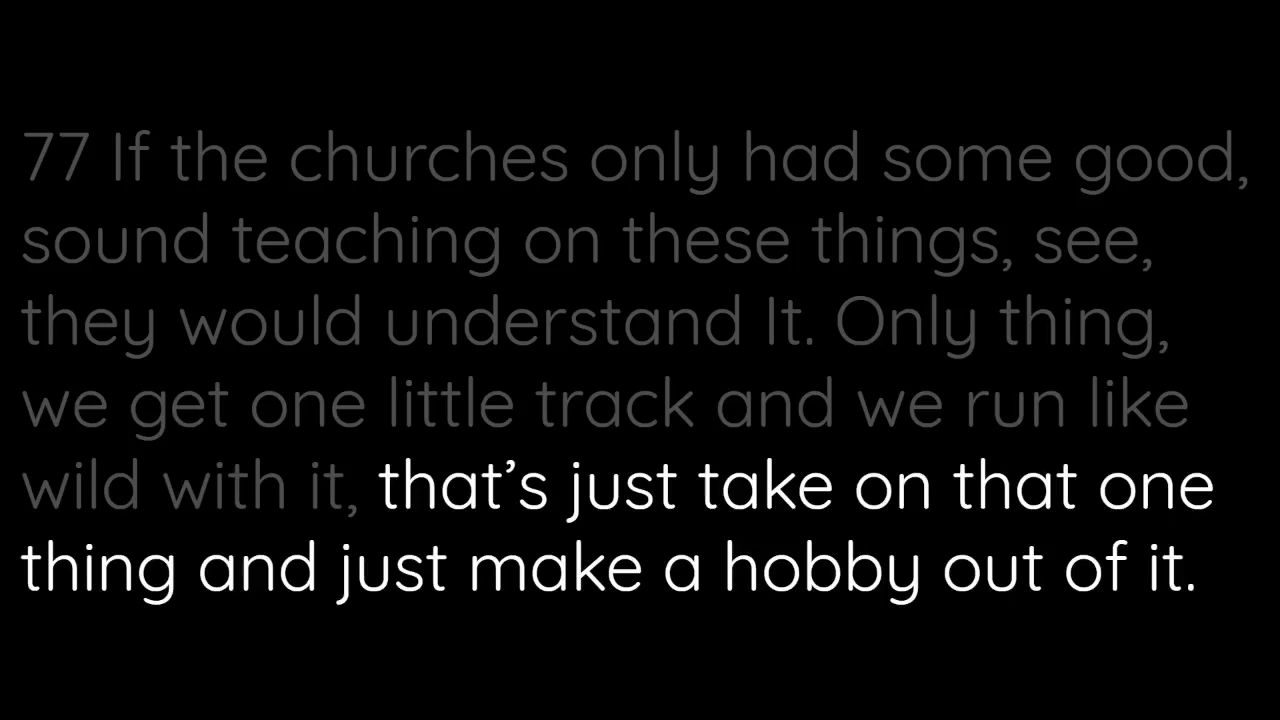 77 If the churches only had some good,
sound teaching on these things, see,
they would understand It. Only thing,
we get one little track and we run like
wild with it, that’s just take on that one
thing and just make a hobby out of it.